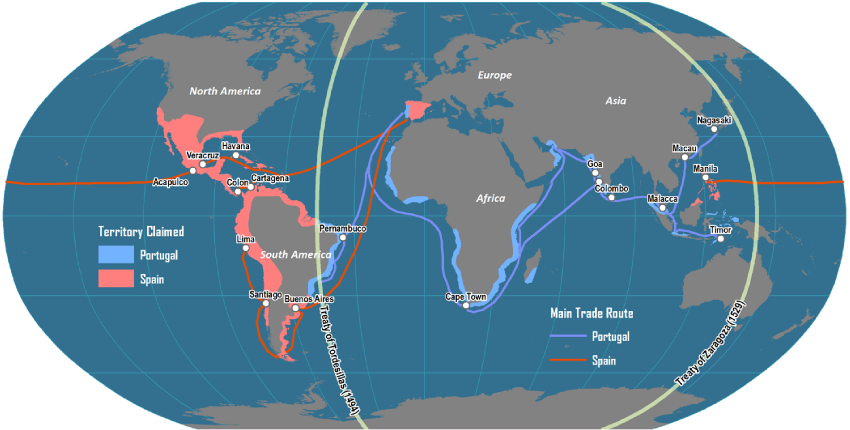 North America
Europe
Asia
Nagasaki
Havana
Veracruz
Macau
Goa
Manila
Acapulco
Colon
Cartagena
Colombo
Africa
Malacca
Territory Claimed
Pernambuco
Timor
Portugal
Lima
South America
Spain
Santiago
Buenos Aires
Cape Town
Main Trade Route
Portugal
Spain
Treaty of Tordesillas (1494)
Treaty of Zaragoza (1529)